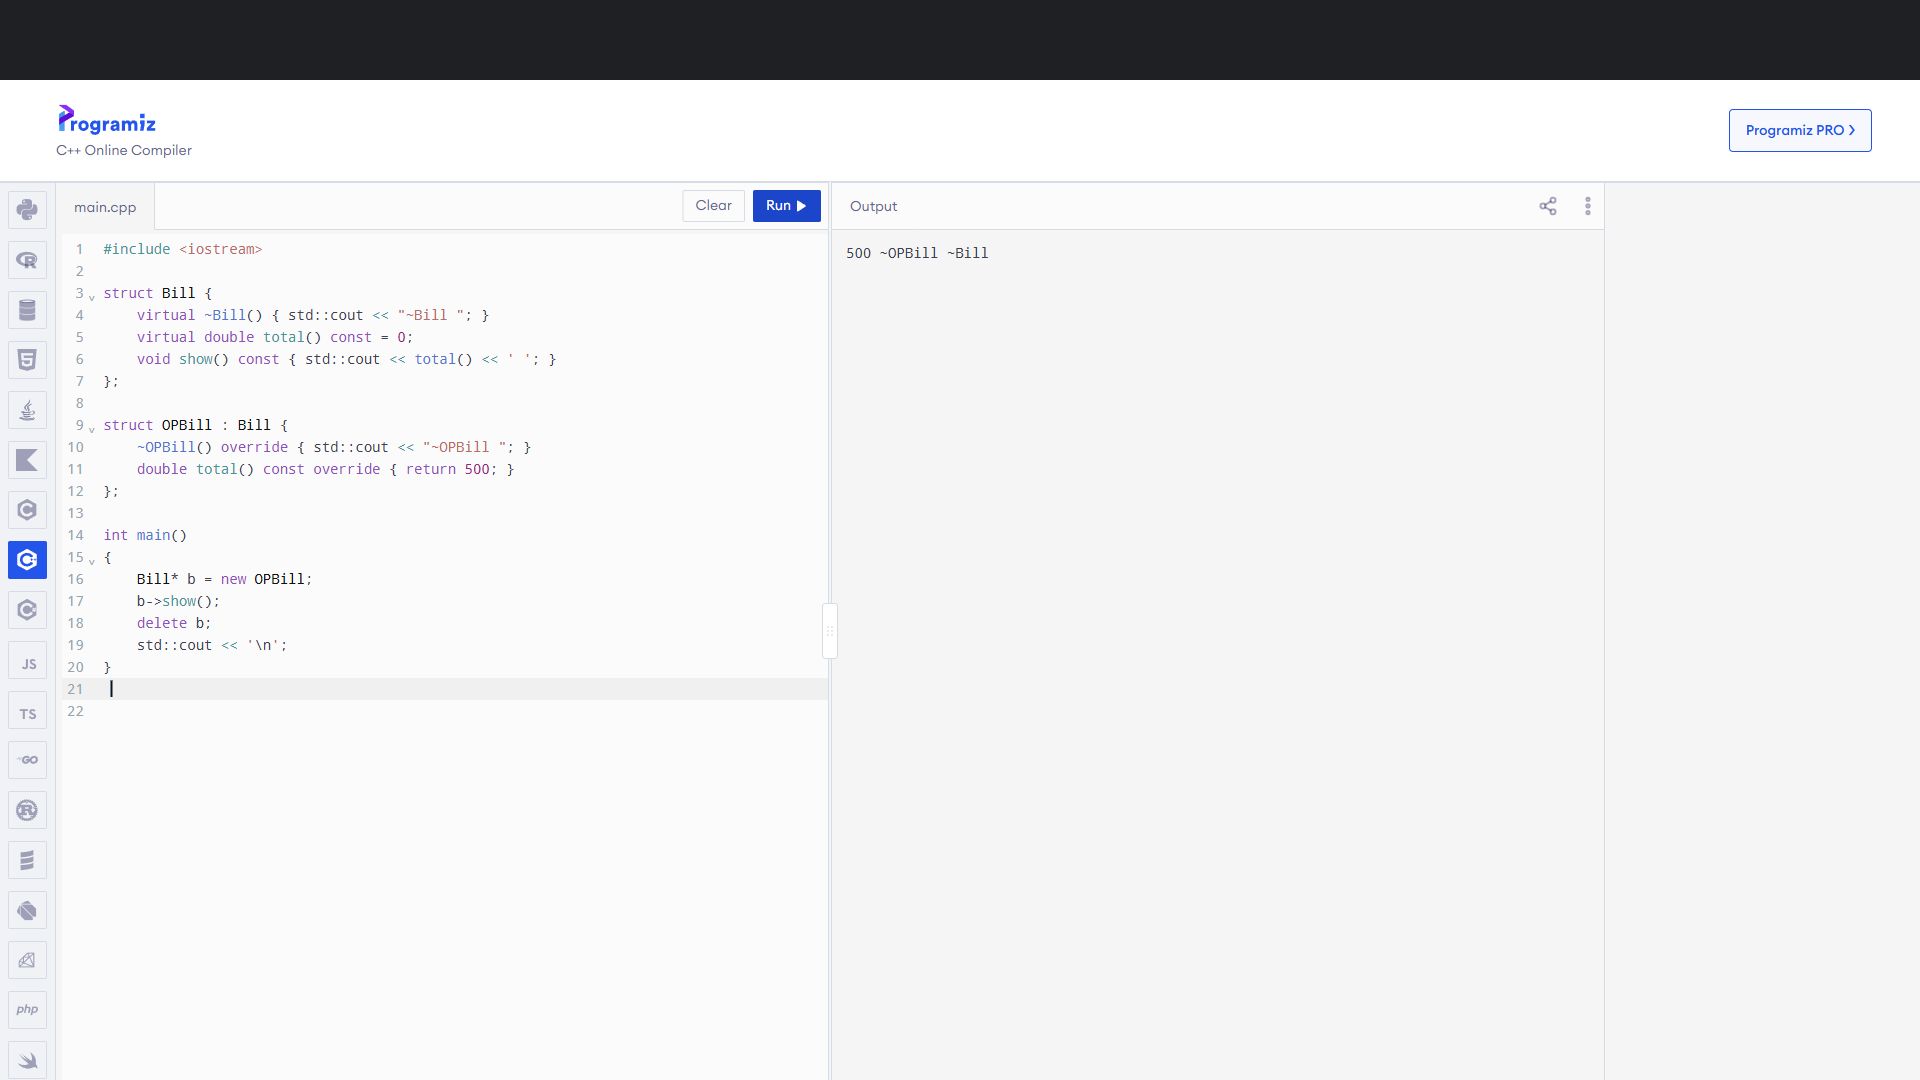 Programiz
C++ Online Compiler
Programiz PRO
main.cpp
Clear
Run
Output
1 #include <iostream>
2
3 struct Bill {
4     virtual ~Bill() { std::cout << "~Bill "; }
5     virtual double total() const = 0;
6     void show() const { std::cout << total() << ' '; }
7 };
8
9 struct OPBill : Bill {
10     ~OPBill() override { std::cout << "~OPBill "; }
11     double total() const override { return 500; }
12 };
13
14 int main()
15 {
16     Bill* b = new OPBill;
17     b->show();
18     delete b;
19     std::cout << '\n';
20 }
21
22
500 ~OPBill ~Bill
R
5
C
C
C
JS
TS
GO
R
php